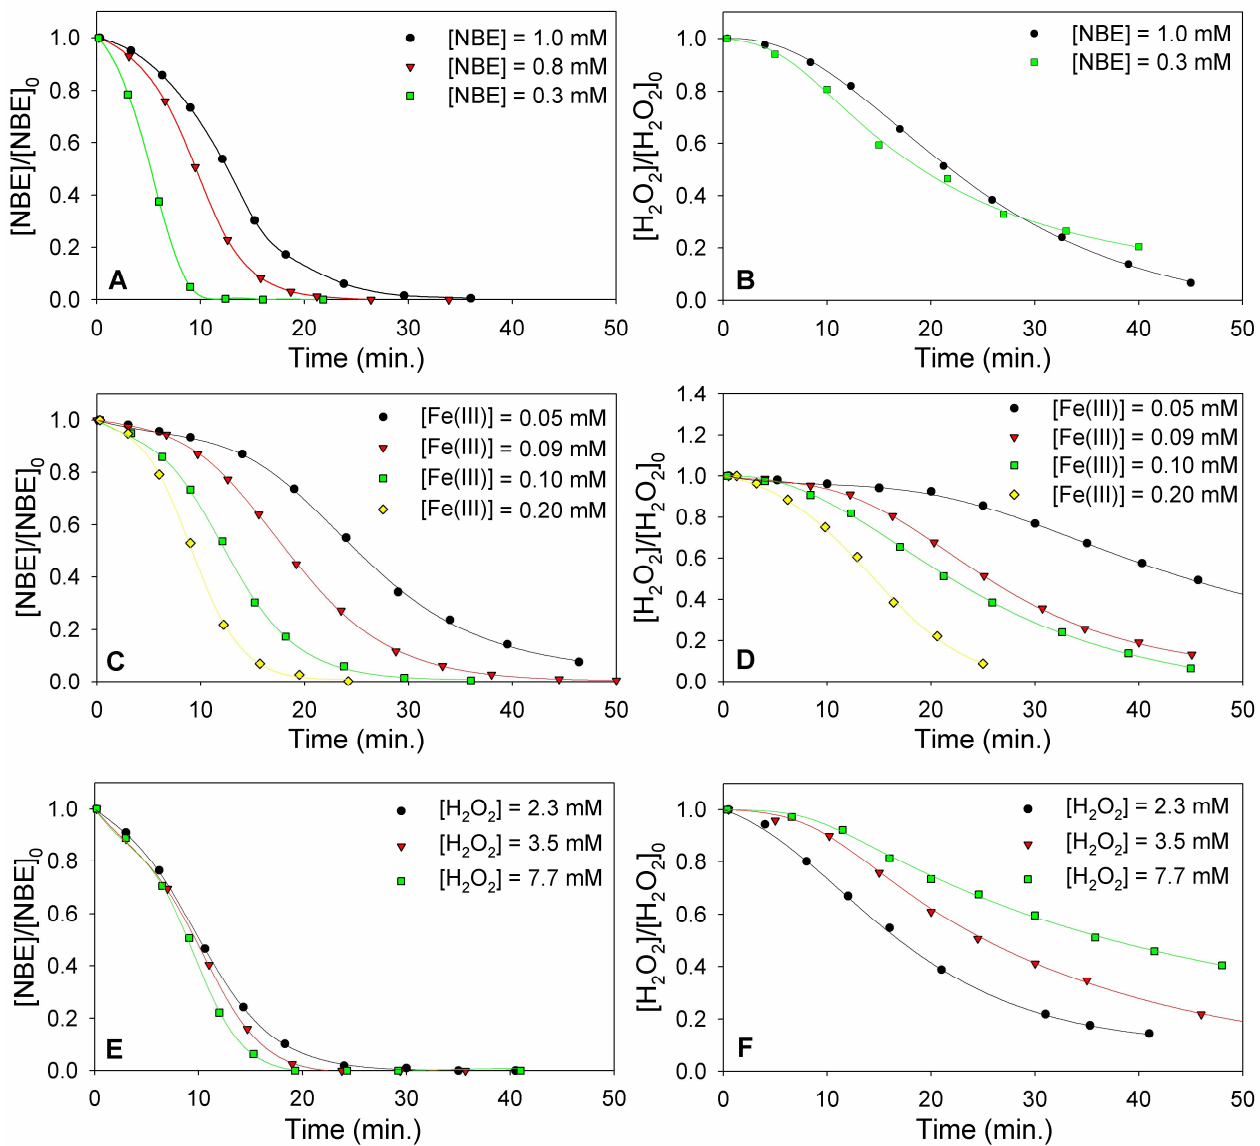 [NBE]/[NBE]₀
1.0
0.8
0.6
0.4
0.2
0.0
[NBE] = 1.0 mM
[NBE] = 0.8 mM
[NBE] = 0.3 mM
A
0 10 20 30 40 50
Time (min.)
[H₂O₂]/[H₂O₂]₀
1.0
0.8
0.6
0.4
0.2
0.0
[NBE] = 1.0 mM
[NBE] = 0.3 mM
B
0 10 20 30 40 50
Time (min.)
[NBE]/[NBE]₀
1.0
0.8
0.6
0.4
0.2
0.0
[Fe(III)] = 0.05 mM
[Fe(III)] = 0.09 mM
[Fe(III)] = 0.10 mM
[Fe(III)] = 0.20 mM
C
0 10 20 30 40 50
Time (min.)
[H₂O₂]/[H₂O₂]₀
1.4
1.2
1.0
0.8
0.6
0.4
0.2
0.0
[Fe(III)] = 0.05 mM
[Fe(III)] = 0.09 mM
[Fe(III)] = 0.10 mM
[Fe(III)] = 0.20 mM
D
0 10 20 30 40 50
Time (min.)
[NBE]/[NBE]₀
1.0
0.8
0.6
0.4
0.2
0.0
[H₂O₂] = 2.3 mM
[H₂O₂] = 3.5 mM
[H₂O₂] = 7.7 mM
E
0 10 20 30 40 50
Time (min.)
[H₂O₂]/[H₂O₂]₀
1.0
0.8
0.6
0.4
0.2
0.0
[H₂O₂] = 2.3 mM
[H₂O₂] = 3.5 mM
[H₂O₂] = 7.7 mM
F
0 10 20 30 40 50
Time (min.)